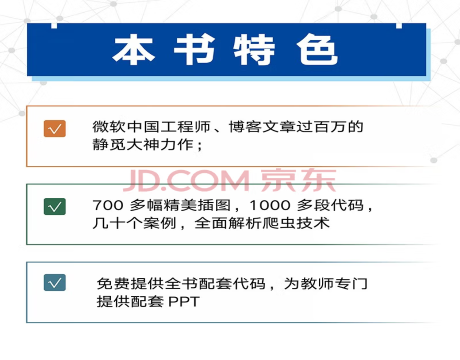 本书特色
微软中国工程师、博客文章过百万的
静觅大神力作；
JD.COM 京东
700 多幅精美插图，1000 多段代码，
几十个案例，全面解析爬虫技术
免费提供全书配套代码，为教师专门
提供配套 PPT